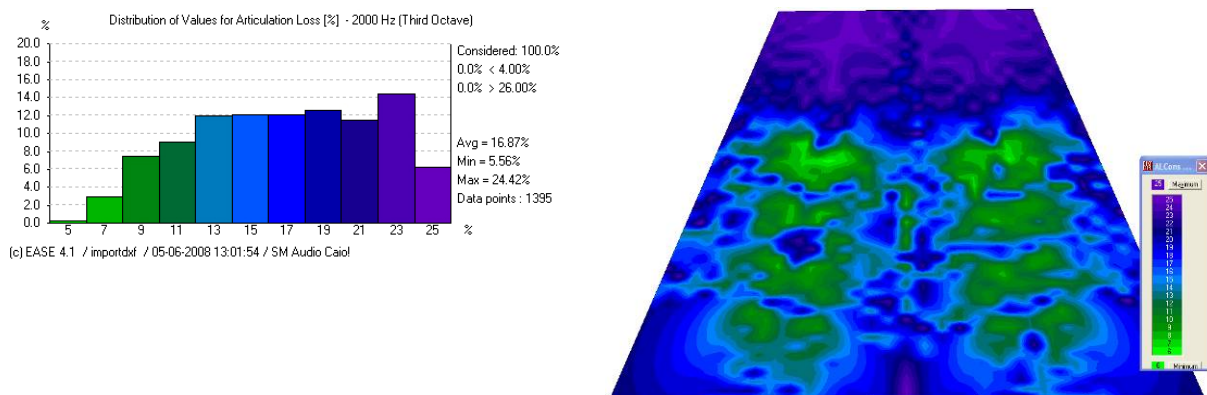 Distribution of Values for Articulation Loss [%] - 2000 Hz (Third Octave)
%
20.0
18.0
16.0
14.0
12.0
10.0
8.0
6.0
4.0
2.0
0.0
5 7 9 11 13 15 17 19 21 23 25 %
Considered: 100.0%
0.0% < 4.00%
0.0% > 26.00%
Avg = 16.87%
Min = 5.56%
Max = 24.42%
Data points : 1395
(c) EASE 4.1 / importdxf / 05-06-2008 13:01:54 / SM Audio Caio!
ALCons ...
25 Maximum
25
24
23
22
21
20
19
18
17
16
15
14
13
12
11
10
9
8
7
6
6 Minimum